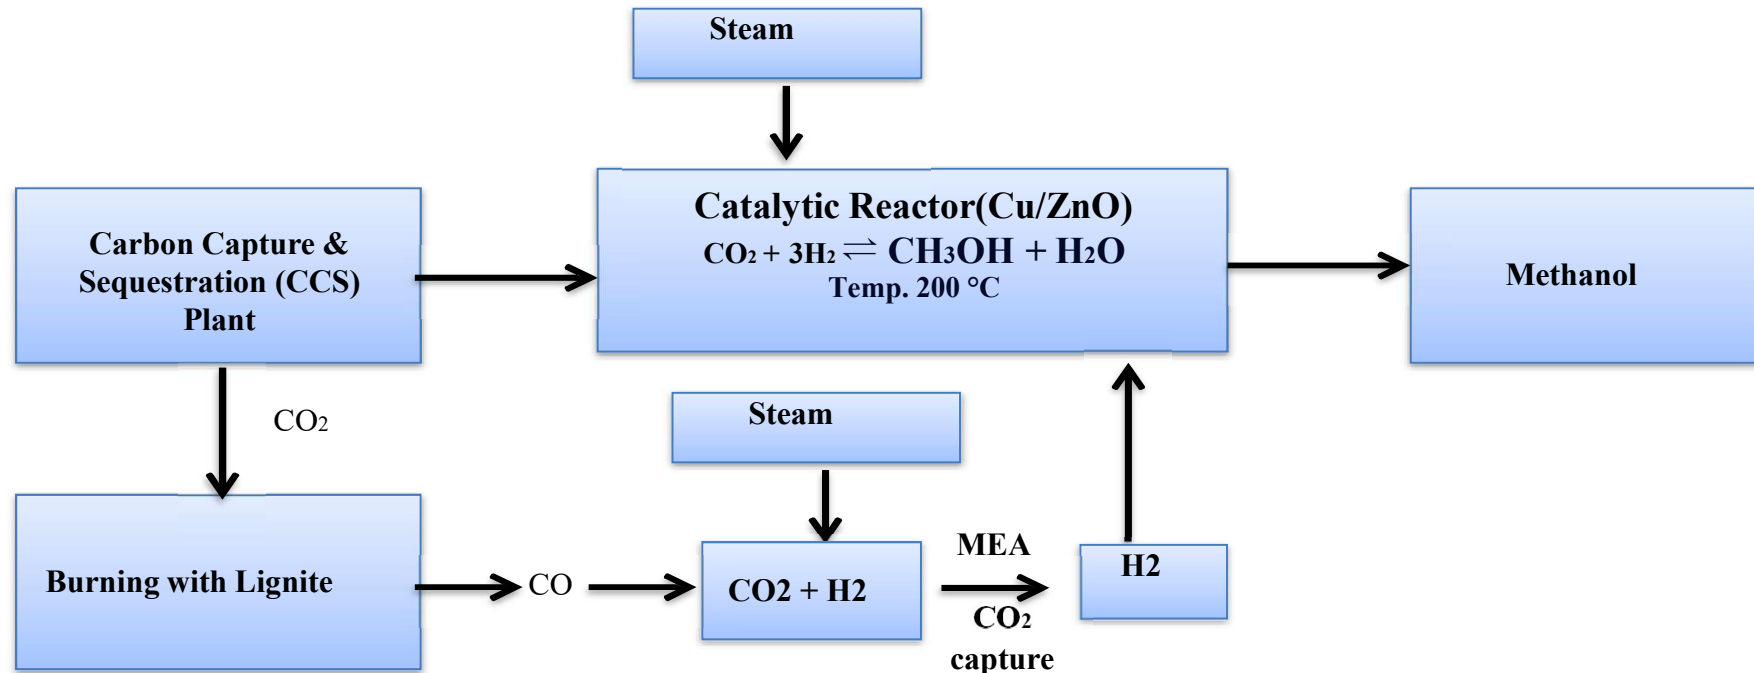 Steam
Catalytic Reactor(Cu/ZnO)
CO₂ + 3H₂ ⇌ CH₃OH + H₂O
Temp. 200 °C
Carbon Capture &
Sequestration (CCS)
Plant
Methanol
CO₂
Steam
Burning with Lignite
CO
CO2 + H2
MEA
CO₂
capture
H2